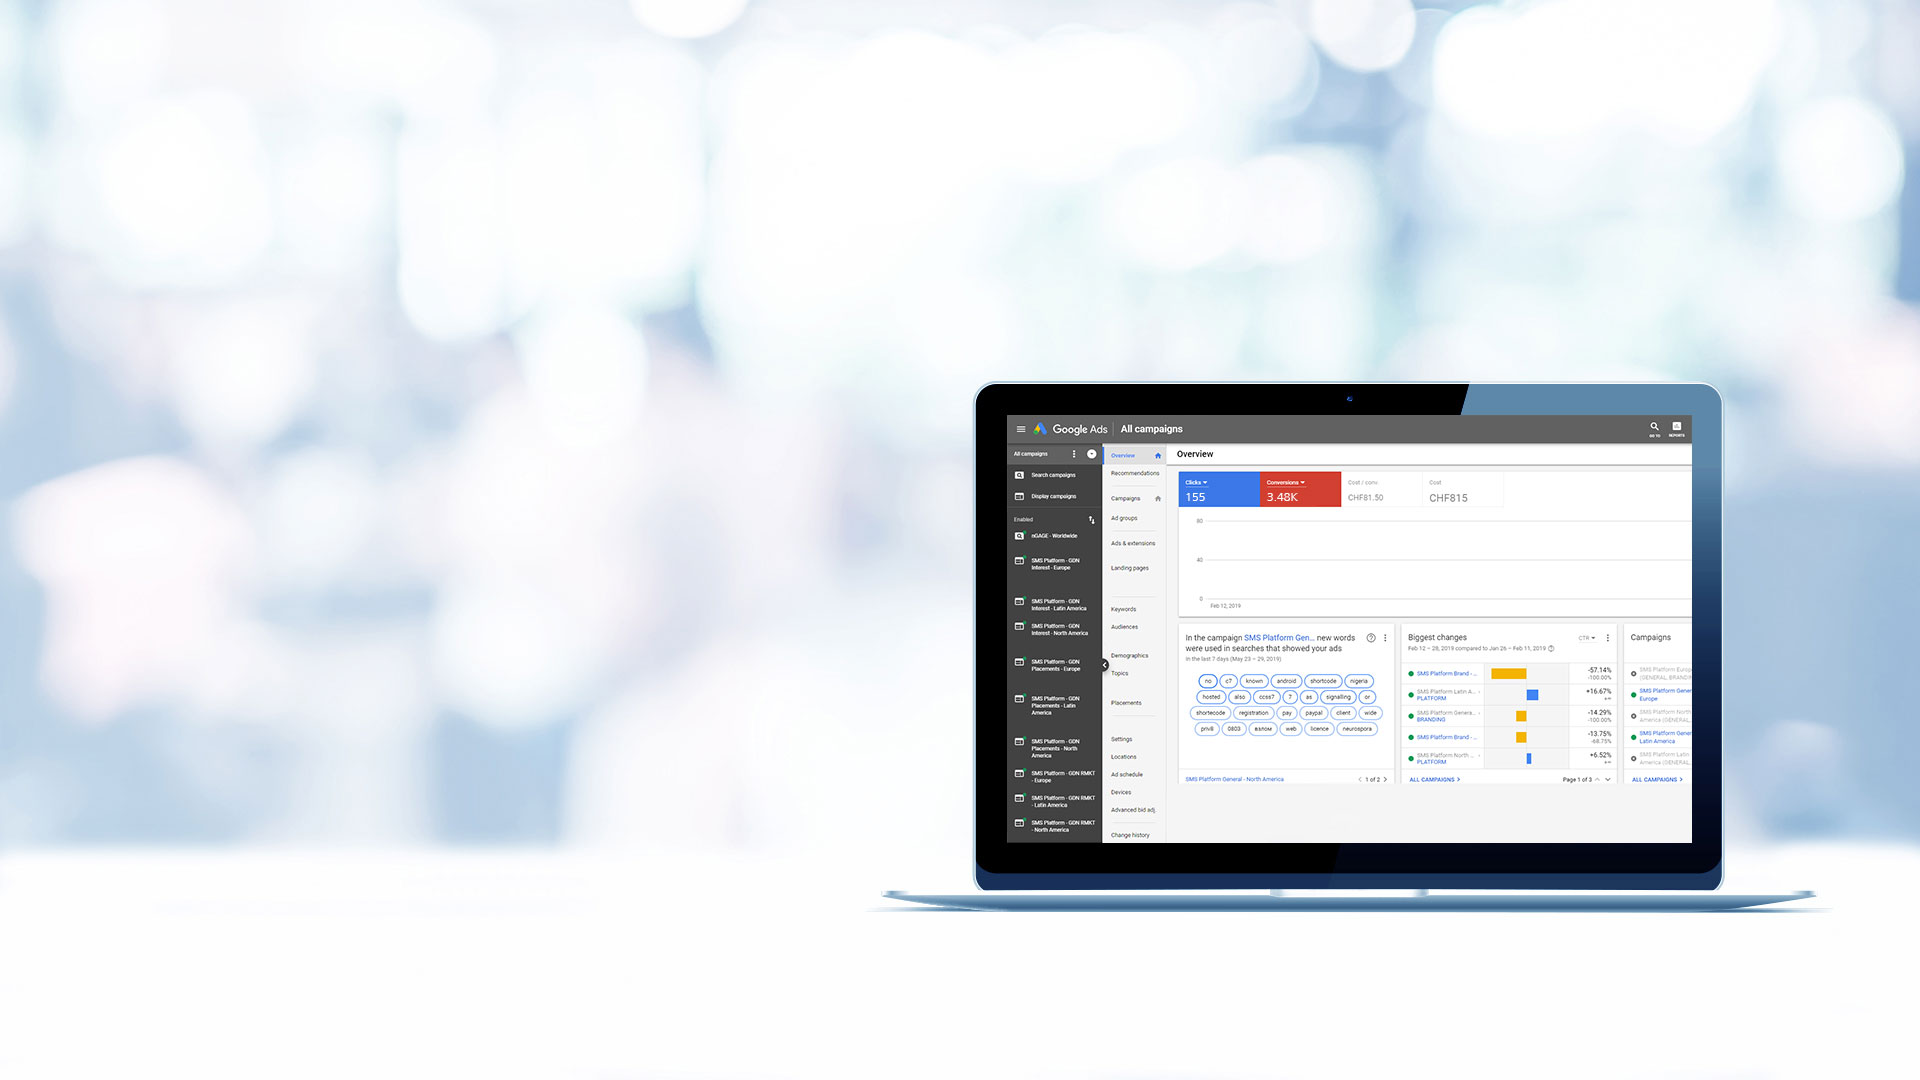 Google Ads
All campaigns
GO TO
REPORTS
All campaigns
Search campaigns
Display campaigns
Enabled
nGAGE - Worldwide
SMS Platform - GDN
Interest - Europe
SMS Platform - GDN
Interest - Latin America
SMS Platform - GDN
Interest - North America
SMS Platform - GDN
Placements - Europe
SMS Platform - GDN
Placements - Latin
America
SMS Platform - GDN
Placements - North
America
SMS Platform - GDN RMKT
- Europe
SMS Platform - GDN RMKT
- Latin America
SMS Platform - GDN RMKT
- North America
Overview
Recommendations
Campaigns
Ad groups
Ads & extensions
Landing pages
Keywords
Audiences
Demographics
Topics
Placements
Settings
Locations
Ad schedule
Devices
Advanced bid adj.
Change history
Overview
Clicks
155
Conversions
3.48K
Cost / conv.
CHF81.50
Cost
CHF815
80
40
0
Feb 12, 2019
In the campaign SMS Platform Gen... new words
were used in searches that showed your ads
In the last 7 days (May 23 – 29, 2019)
no c7 known android shortcode nigeria
hosted also ccss7 7 as signalling or
shortecode registration pay paypal client wide
priv8 0803 взлом web licence neurospora
SMS Platform General - North America
1 of 2
Biggest changes
CTR
Feb 12 – 28, 2019 compared to Jan 26 – Feb 11, 2019
SMS Platform Brand - ...
-57.14%
-100.00%
SMS Platform Latin A...
PLATFORM
+16.67%
SMS Platform Genera...
BRANDING
-14.29%
-100.00%
SMS Platform Brand - ...
-13.75%
-68.75%
SMS Platform North ...
PLATFORM
+6.52%
ALL CAMPAIGNS
Page 1 of 3
Campaigns
SMS Platform Europ
(GENERAL, BRANDI
SMS Platform Gener
Europe
SMS Platform North
America (GENERAL,
SMS Platform Gener
Latin America
SMS Platform Latin
America (GENERAL,
ALL CAMPAIGNS